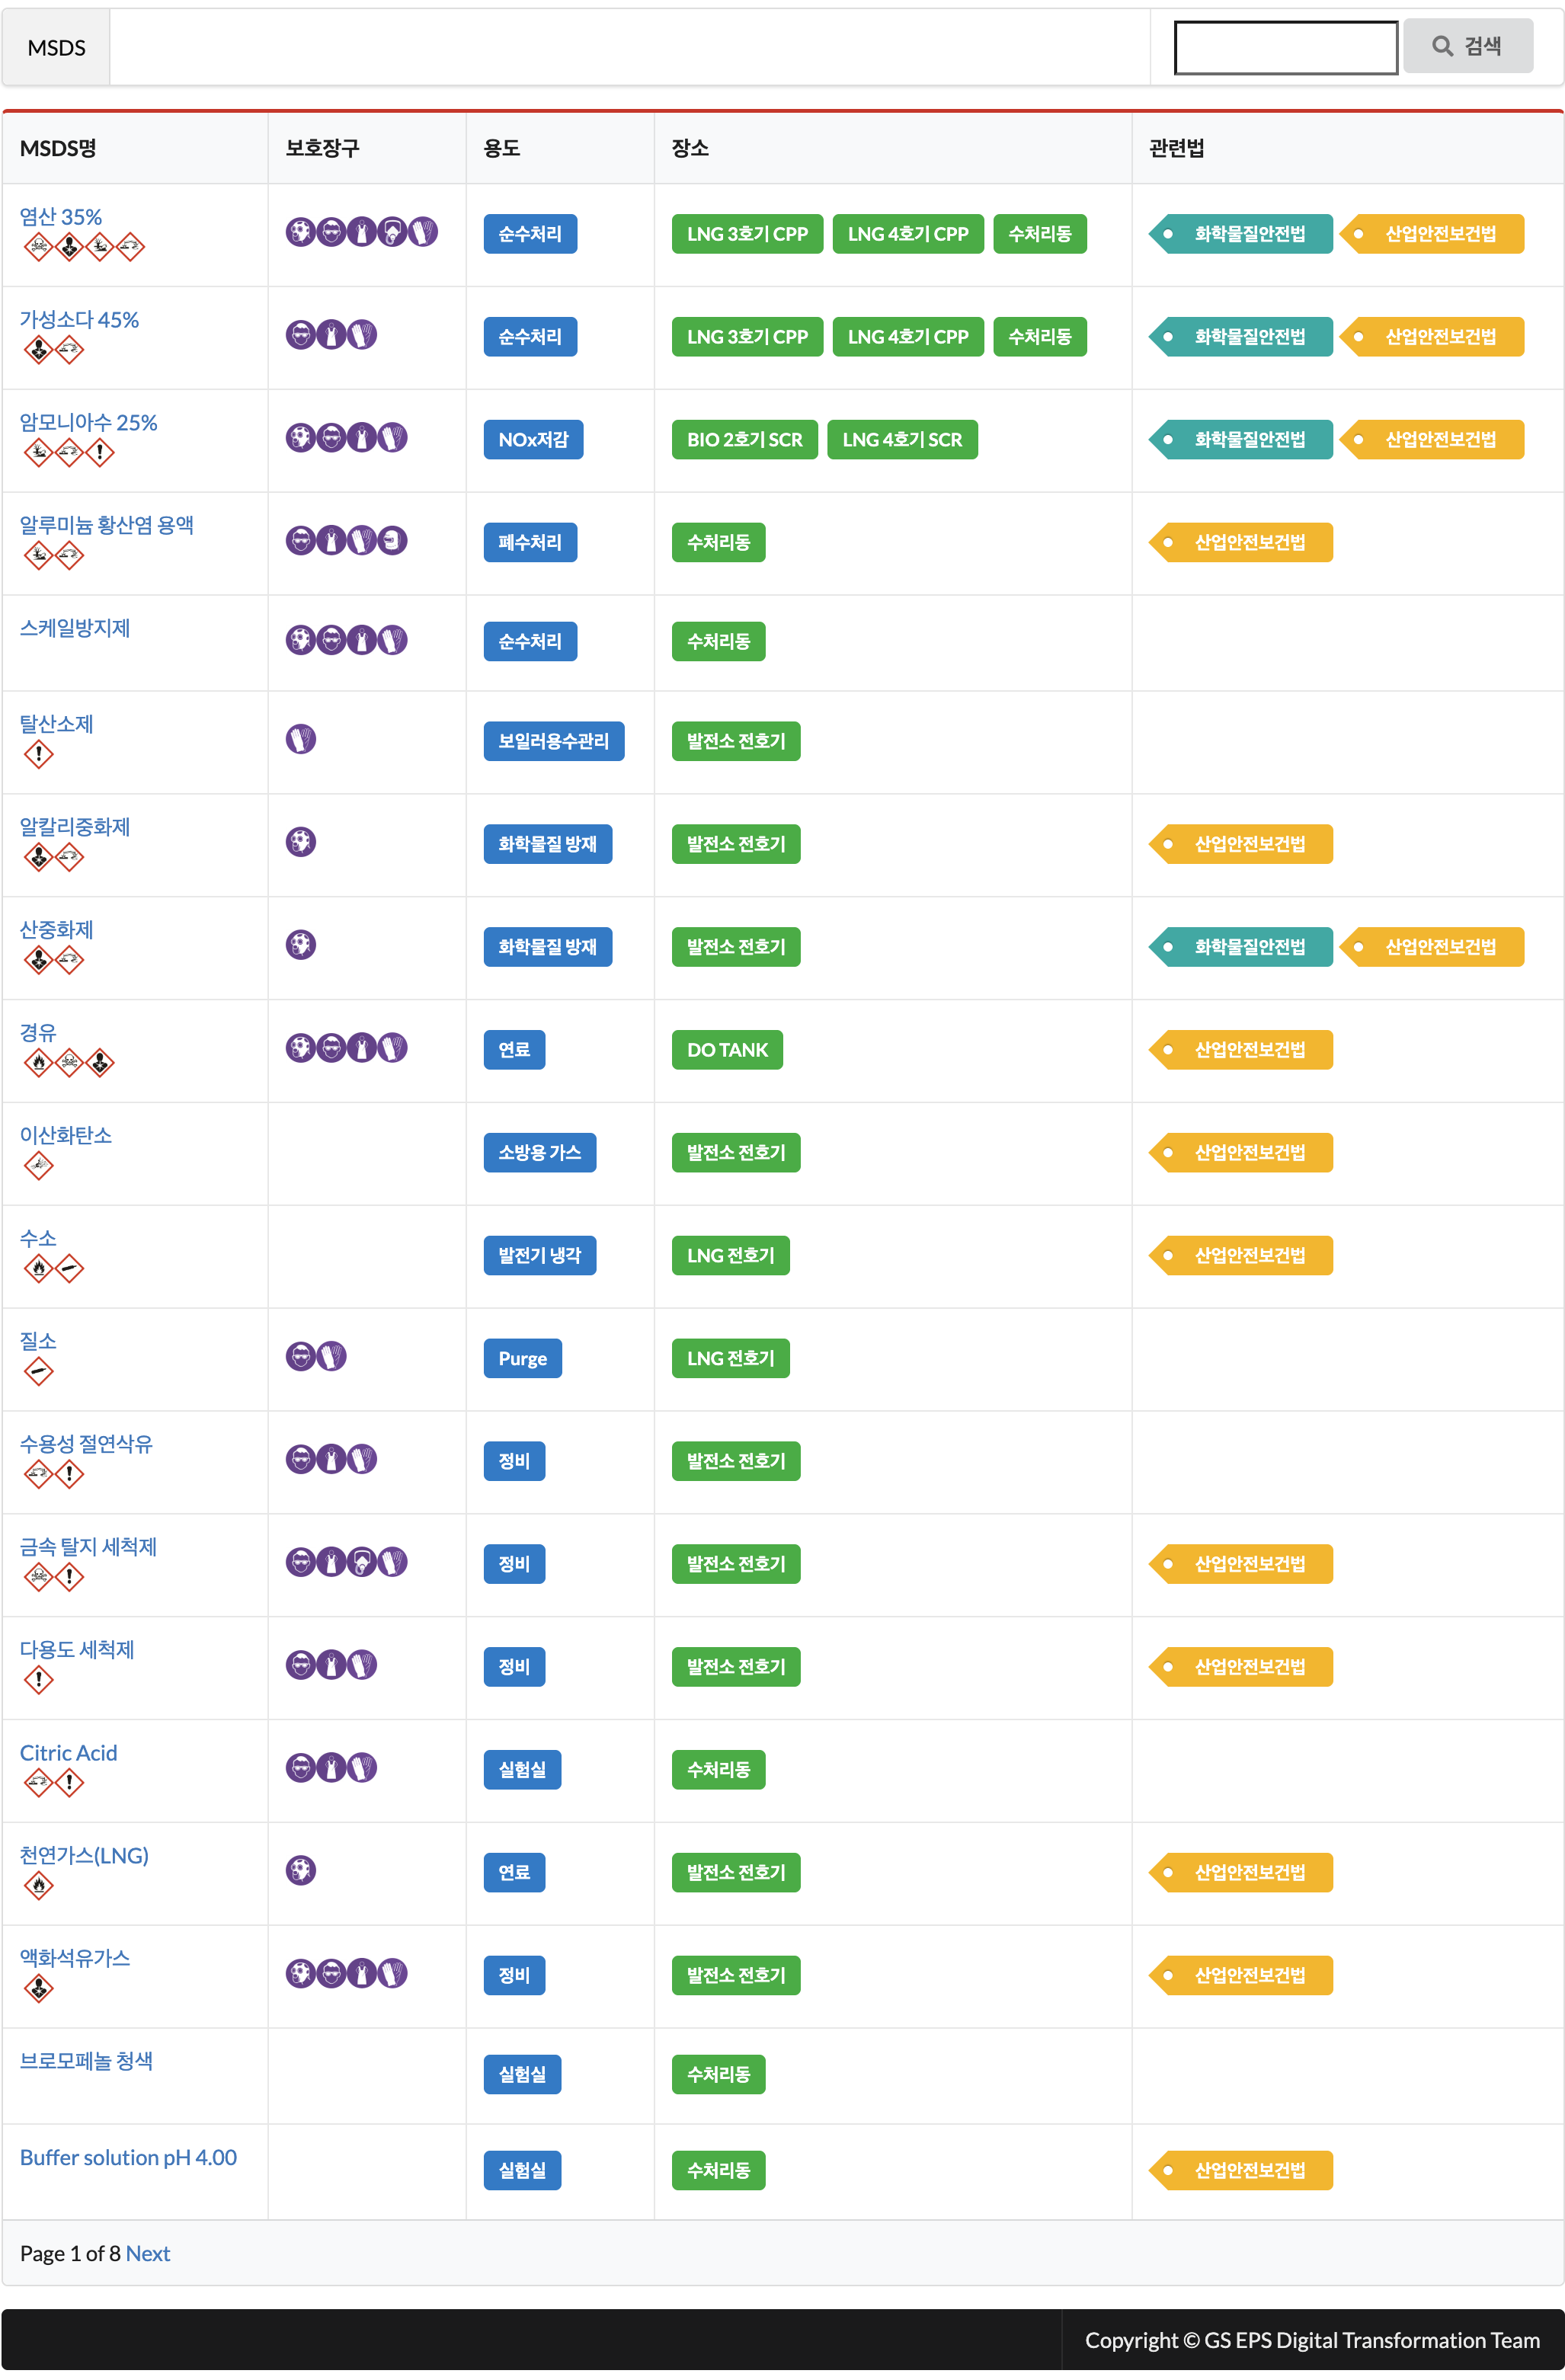 MSDS 검색
MSDS명 보호장구 용도 장소 관련법
염산 35% 순수처리 LNG 3호기 CPP LNG 4호기 CPP 수처리동 화학물질안전법 산업안전보건법
가성소다 45% 순수처리 LNG 3호기 CPP LNG 4호기 CPP 수처리동 화학물질안전법 산업안전보건법
암모니아수 25% NOx저감 BIO 2호기 SCR LNG 4호기 SCR 화학물질안전법 산업안전보건법
알루미늄 황산염 용액 폐수처리 수처리동 산업안전보건법
스케일방지제 순수처리 수처리동
탈산소제 보일러용수관리 발전소 전호기
알칼리중화제 화학물질 방재 발전소 전호기 산업안전보건법
산중화제 화학물질 방재 발전소 전호기 화학물질안전법 산업안전보건법
경유 연료 DO TANK 산업안전보건법
이산화탄소 소방용 가스 발전소 전호기 산업안전보건법
수소 발전기 냉각 LNG 전호기 산업안전보건법
질소 Purge LNG 전호기
수용성 절연삭유 정비 발전소 전호기
금속 탈지 세척제 정비 발전소 전호기 산업안전보건법
다용도 세척제 정비 발전소 전호기 산업안전보건법
Citric Acid 실험실 수처리동
천연가스(LNG) 연료 발전소 전호기 산업안전보건법
액화석유가스 정비 발전소 전호기 산업안전보건법
브로모페놀 청색 실험실 수처리동
Buffer solution pH 4.00 실험실 수처리동 산업안전보건법
Page 1 of 8 Next
Copyright © GS EPS Digital Transformation Team